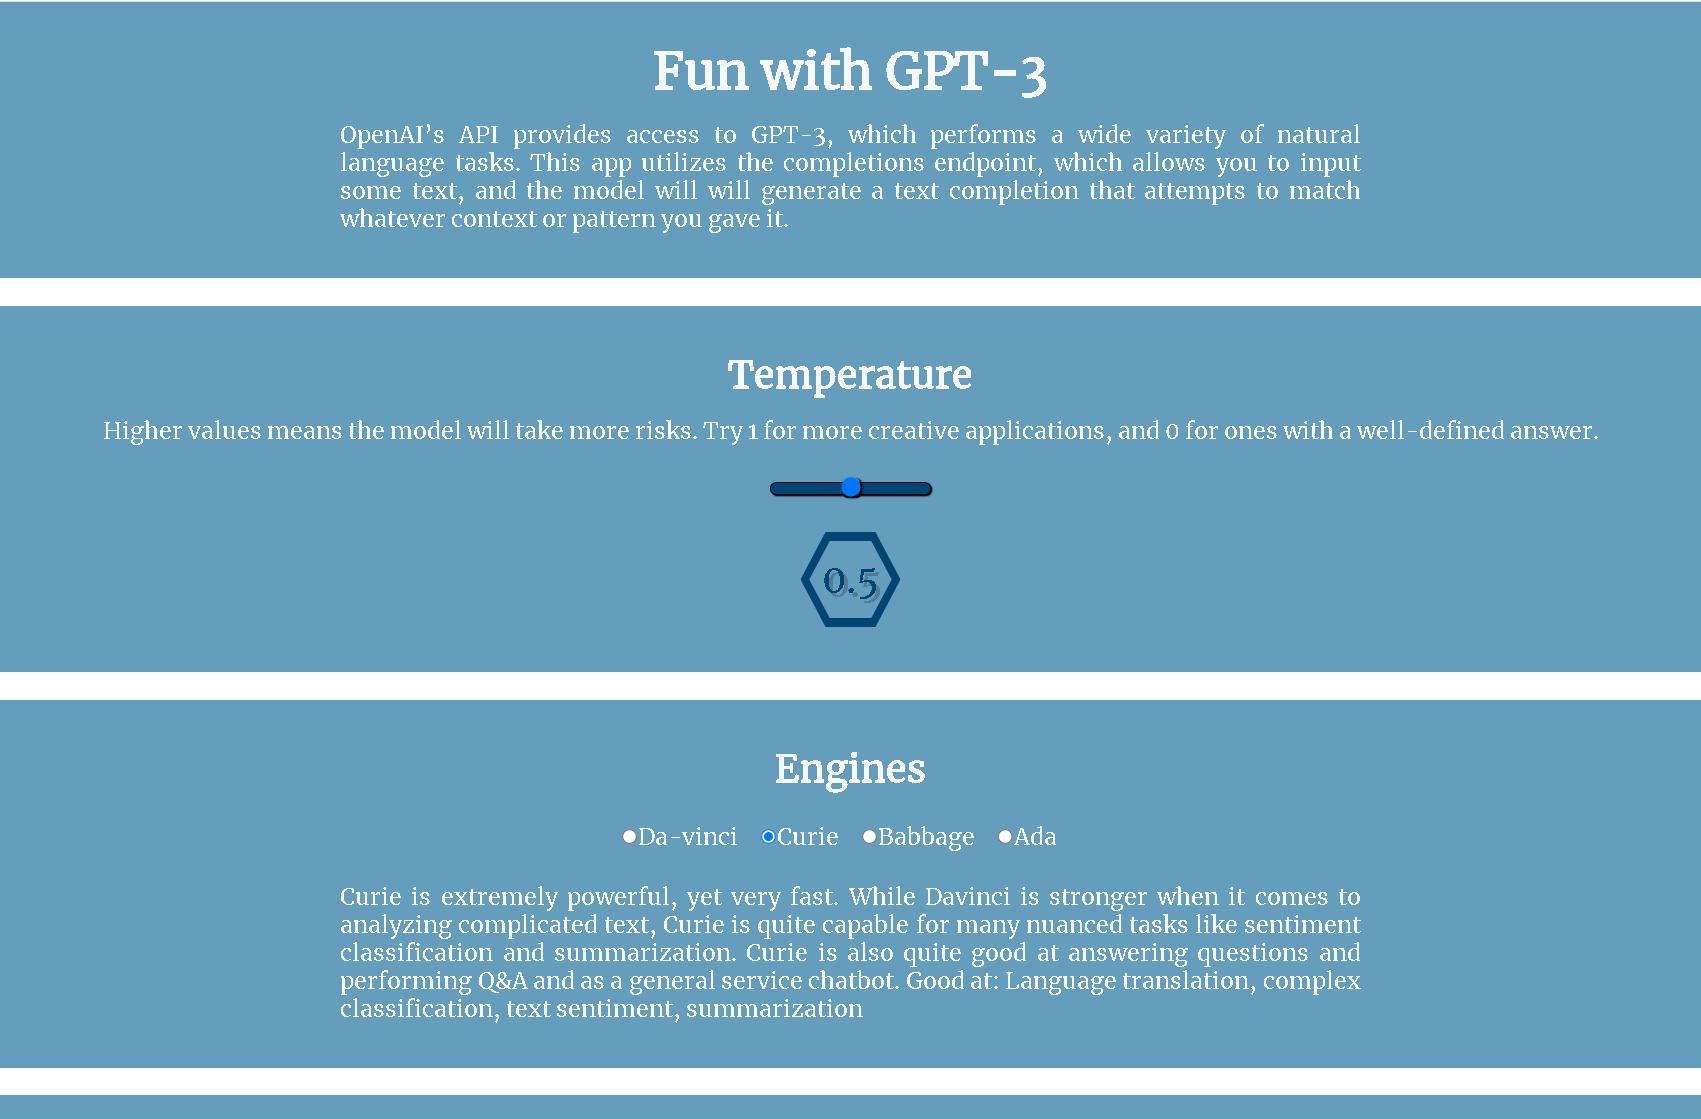 Fun with GPT-3
OpenAI’s API provides access to GPT-3, which performs a wide variety of natural
language tasks. This app utilizes the completions endpoint, which allows you to input
some text, and the model will will generate a text completion that attempts to match
whatever context or pattern you gave it.
Temperature
Higher values means the model will take more risks. Try 1 for more creative applications, and 0 for ones with a well-defined answer.
0.5
Engines
Da-vinci Curie Babbage Ada
Curie is extremely powerful, yet very fast. While Davinci is stronger when it comes to
analyzing complicated text, Curie is quite capable for many nuanced tasks like sentiment
classification and summarization. Curie is also quite good at answering questions and
performing Q&A and as a general service chatbot. Good at: Language translation, complex
classification, text sentiment, summarization